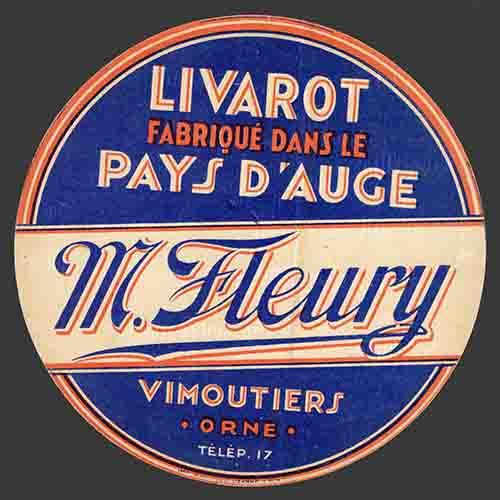 LIVAROT
FABRIQUÉ DANS LE
PAYS D'AUGE
M. Fleury
VIMOUTIERS
• ORNE •
TÉLÉP. 17